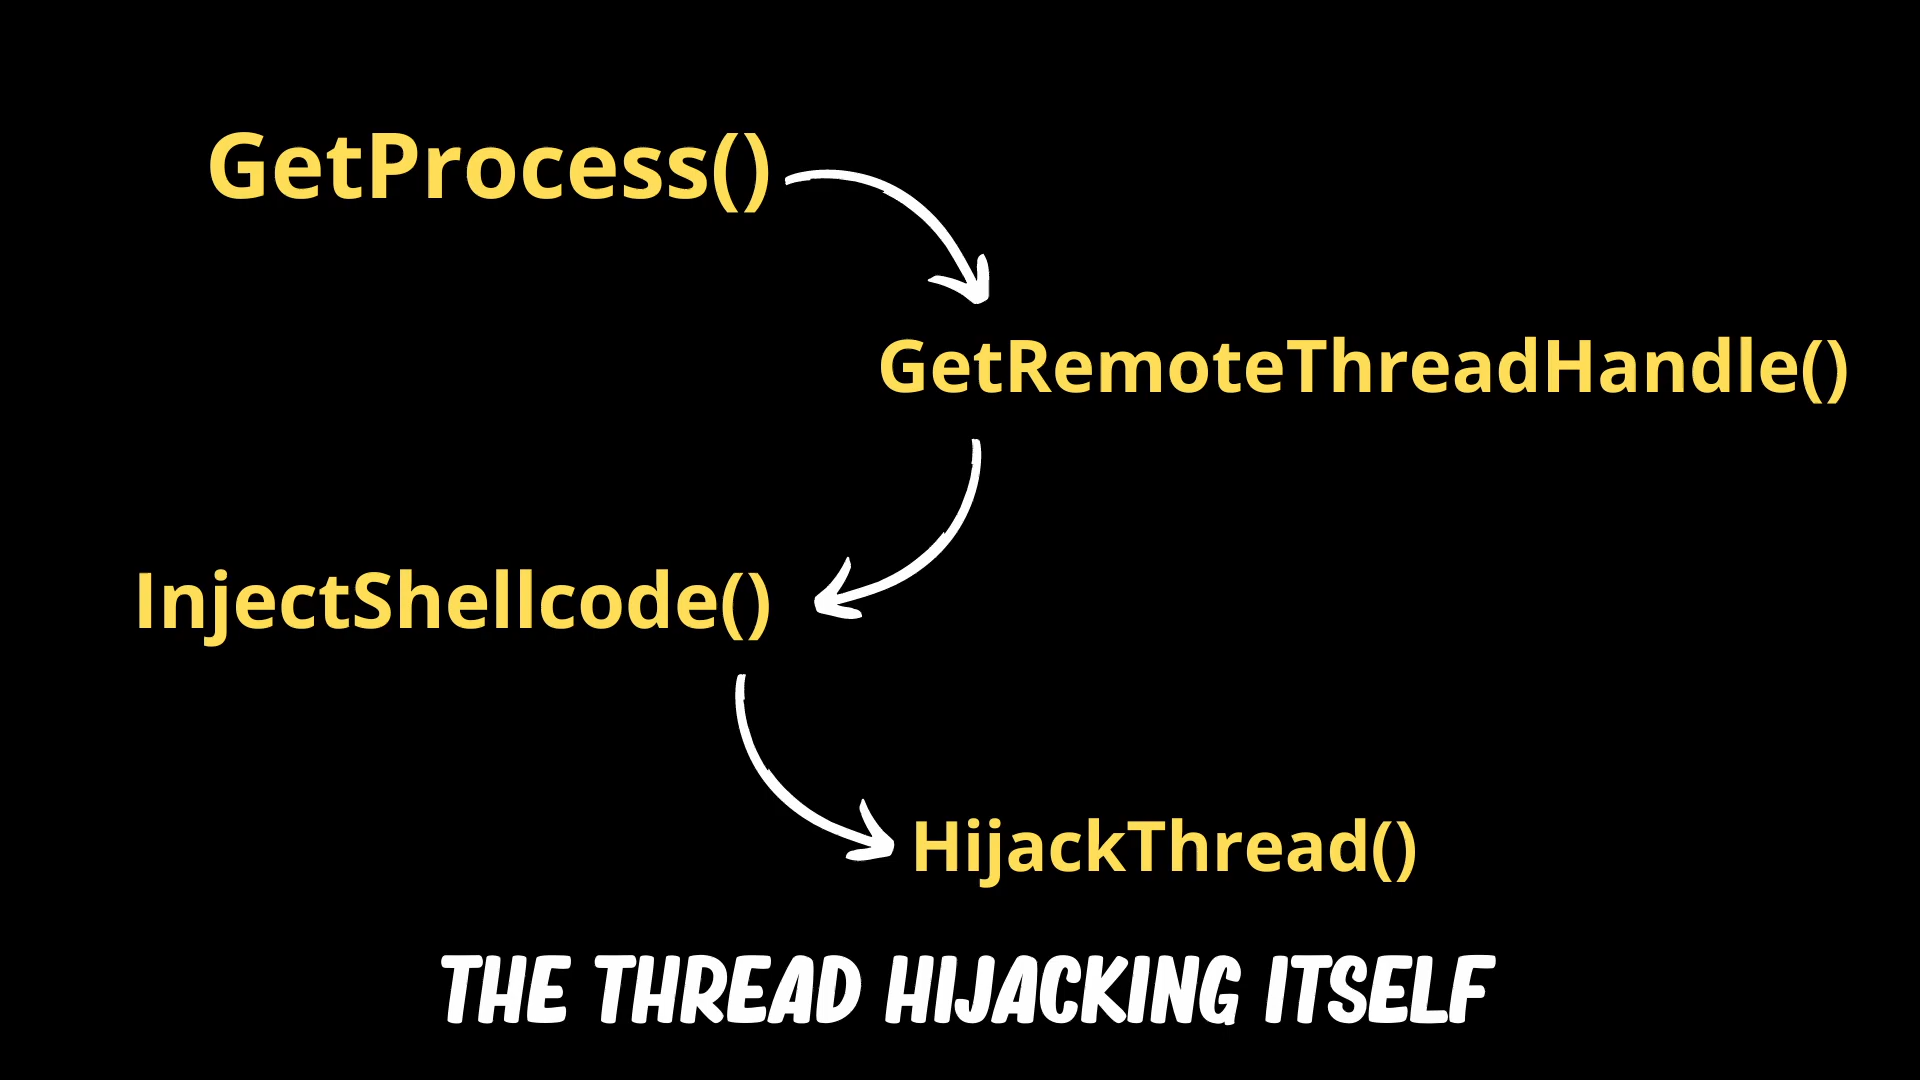 GetProcess()
GetRemoteThreadHandle()
InjectShellcode()
HijackThread()
THE THREAD HIJACKING ITSELF